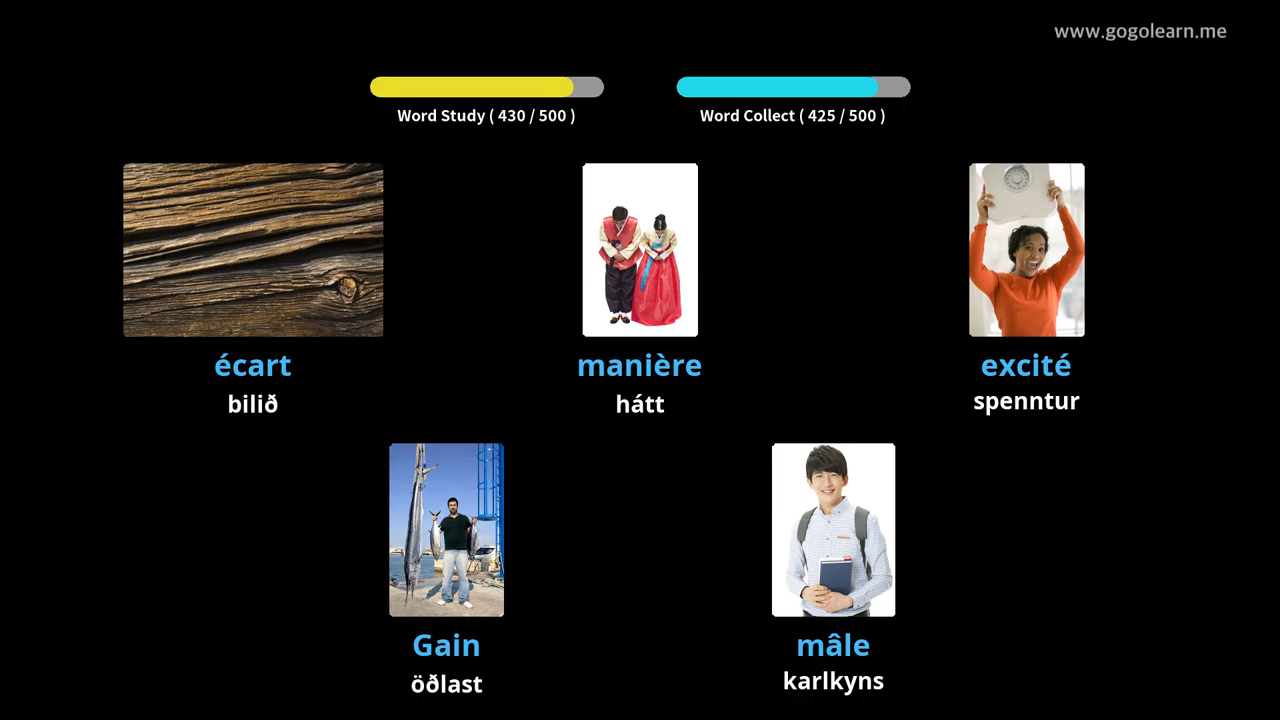 www.gogolearn.me
Word Study ( 430 / 500 )
Word Collect ( 425 / 500 )
écart
bilið
manière
hátt
excité
spenntur
Gain
öðlast
mâle
karlkyns